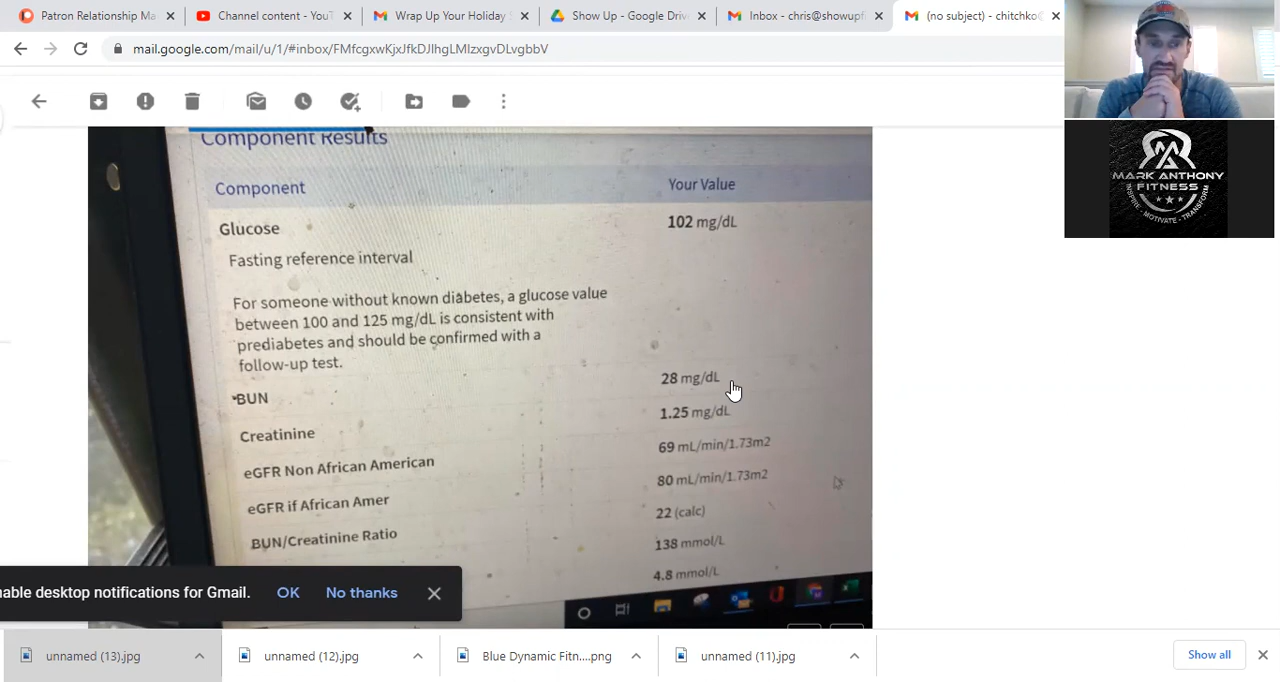 Patron Relationship Ma
Channel content - YouT
Wrap Up Your Holiday
Show Up - Google Driv
Inbox - chris@showupf
(no subject) - chitchko
mail.google.com/mail/u/1/#inbox/FMfcgxwKjxJfkDJlhgLMlzxgvDLvgbbV
Component Results
Component Your Value
Glucose 102 mg/dL
Fasting reference interval
For someone without known diabetes, a glucose value
between 100 and 125 mg/dL is consistent with
prediabetes and should be confirmed with a
follow-up test.
BUN 28 mg/dL
Creatinine 1.25 mg/dL
eGFR Non African American 69 mL/min/1.73m2
eGFR if African Amer 80 mL/min/1.73m2
BUN/Creatinine Ratio 22 (calc)
138 mmol/L
4.8 mmol/L
MARK ANTHONY
FITNESS
INSPIRE · MOTIVATE · TRANSFORM
nable desktop notifications for Gmail. OK No thanks
unnamed (13).jpg
unnamed (12).jpg
Blue Dynamic Fitn....png
unnamed (11).jpg
Show all